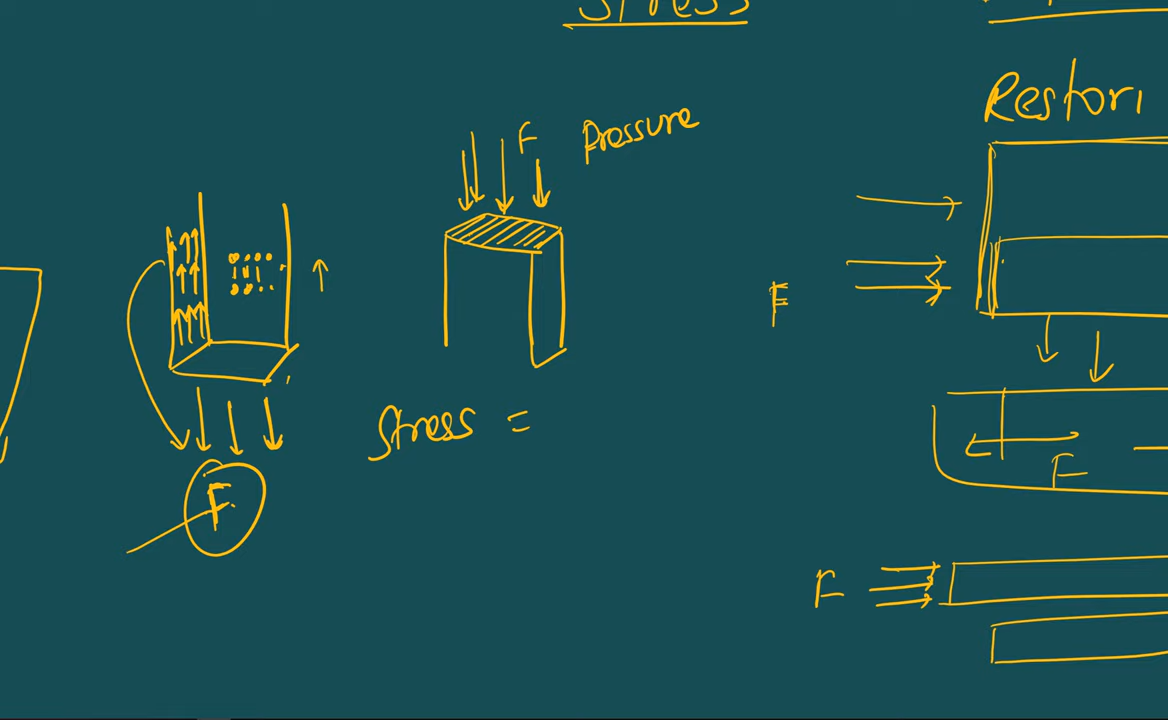 Stress
F Pressure
Restori
F
Stress =
F
F
F